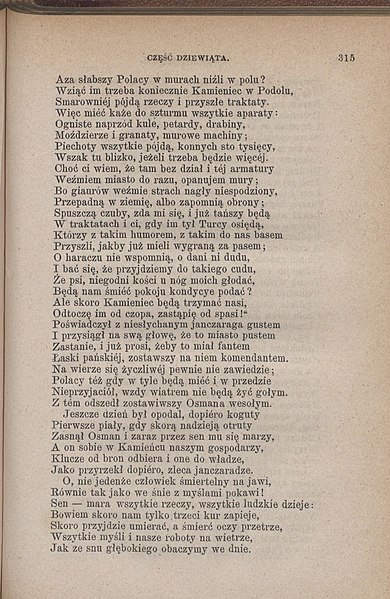 CZĘŚĆ DZIEWIĄTA. 315
Aza słabszy Polacy w murach niźli w polu?
Wziąć im trzeba koniecznie Kamieniec w Podolu,
Smarowniéj pójdą rzeczy i przyszłe traktaty.
Więc miéć każe do szturmu wszytkie aparaty:
Ogniste naprzód kule, petardy, drabiny,
Moździerze i granaty, murowe machiny;
Piechoty wszytkie pójdą, konnych sto tysięcy,
Wszak tu blizko, jeżeli trzeba będzie więcéj.
Choć ci wiem, że tam bez dział i téj armatury
Weźmiem miasto do razu, opanujem mury;
Bo giaurów weźmie strach nagły niespodziony,
Przepadną w ziemię, albo zapomnią obrony;
Spuszczą czuby, zda mi się, i już tańszy będą
W traktatach i ci, gdy im tył Turcy osiędą,
Którzy z takim humorem, z takim do nas basem
Przyszli, jakby już mieli wygraną za pasem;
O haraczu nie wspomnią, o dani ni dudu,
I bać się, że przyjdziemy do takiego cudu,
Że psi, niegodni kości u nóg moich głodać,
Będą nam śmiéć pokoju kondycye podać?
Ale skoro Kamieniec będą trzymać nasi,
Odtoczę im od czopa, zastąpię od spasi!“
Poświadczył z niesłychanym janczaraga gustem
I przysiągł na swą głowę, że to miasto pustem
Zastanie, i już prosi, żeby to miał fantem
Łaski pańskiéj, zostawszy na niem komendantem.
Na wierze się życzliwéj pewnie nie zawiedzie;
Polacy téż gdy w tyle będą miéć i w przedzie
Nieprzyjaciół, wzdy wiatrem nie będą żyć gołym.
Z tém odszedł zostawiwszy Osmana wesołym.
Jeszcze dzień był opodal, dopiéro koguty
Pierwsze piały, gdy skorą nadzieją otruty
Zasnął Osman i zaraz przez sen mu się marzy,
A on sobie w Kamieńcu naszym gospodarzy,
Klucze od bron odbiera i one do władze,
Jako przyrzekł dopiéro, zleca janczaradze.
O, nie jedenże człowiek śmiertelny na jawi,
Równie tak jako we śnie z myślami pokawi!
Sen — mara wszytkie rzeczy, wszytkie ludzkie dzieje:
Bowiem skoro nam tylko trzeci kur zapieje,
Skoro przyjdzie umierać, a śmierć oczy przetrze,
Wszytkie myśli i nasze roboty na wietrze,
Jak ze snu głębokiego obaczymy we dnie.